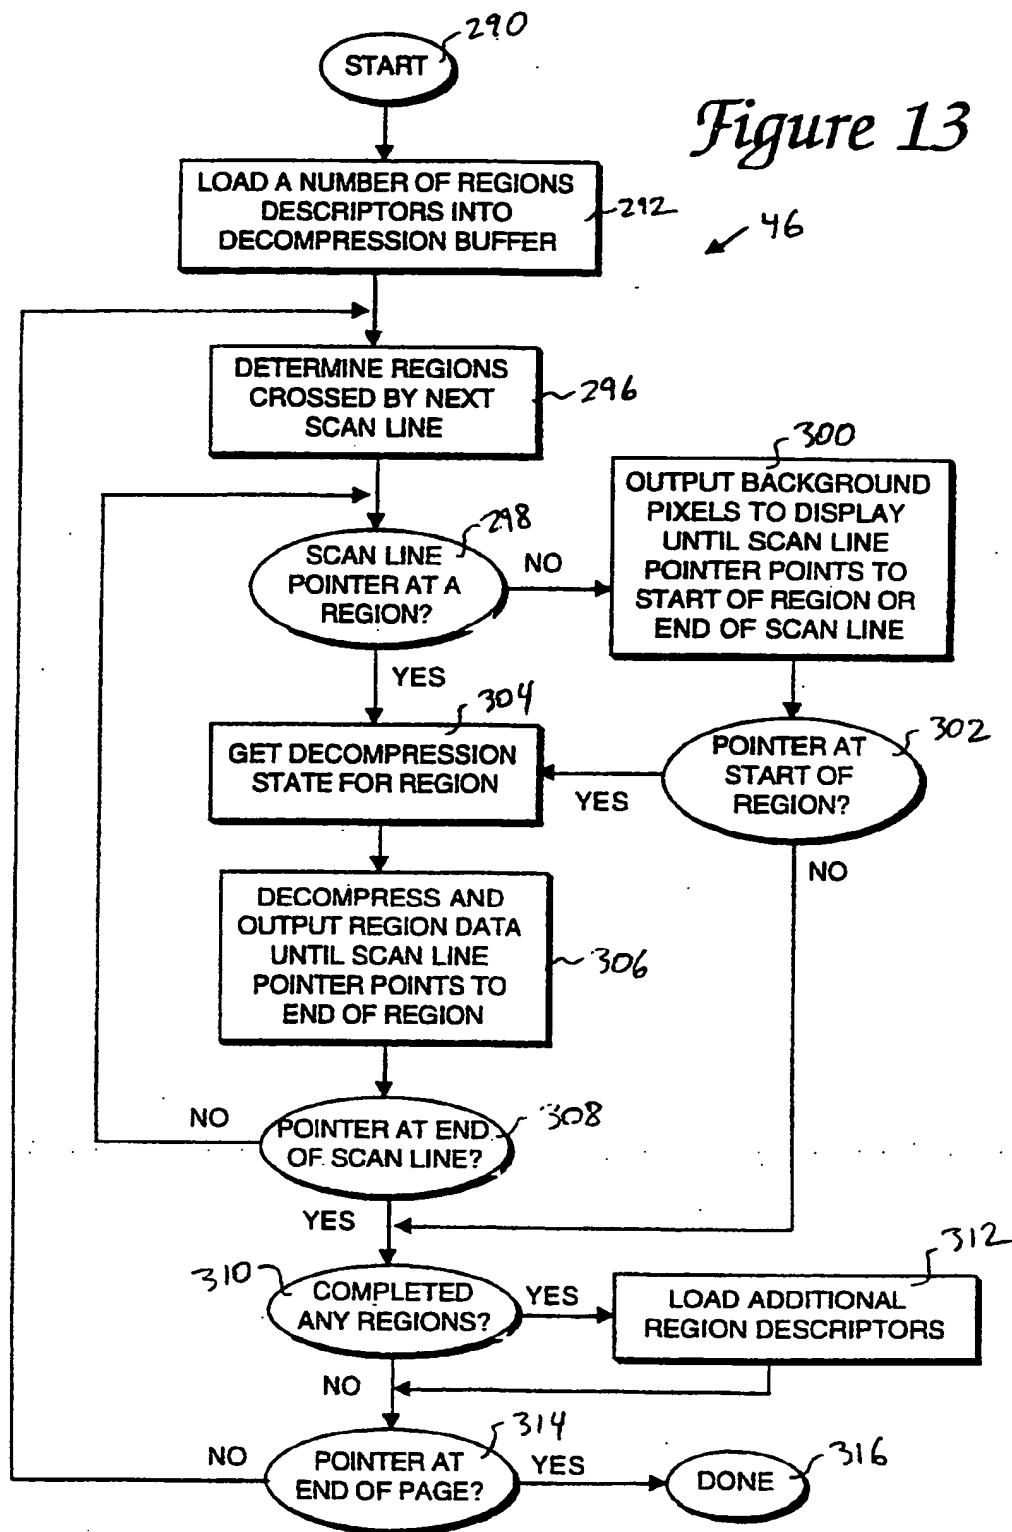 290
START
Figure 13
LOAD A NUMBER OF REGIONS
DESCRIPTORS INTO
DECOMPRESSION BUFFER
292
46
DETERMINE REGIONS
CROSSED BY NEXT
SCAN LINE
296
300
OUTPUT BACKGROUND
PIXELS TO DISPLAY
UNTIL SCAN LINE
POINTER POINTS TO
START OF REGION OR
END OF SCAN LINE
298
SCAN LINE
POINTER AT A
REGION?
NO
YES
304
GET DECOMPRESSION
STATE FOR REGION
302
POINTER AT
START OF
REGION?
YES
NO
DECOMPRESS AND
OUTPUT REGION DATA
UNTIL SCAN LINE
POINTER POINTS TO
END OF REGION
306
NO
POINTER AT END
OF SCAN LINE?
308
YES
310
COMPLETED
ANY REGIONS?
YES
312
LOAD ADDITIONAL
REGION DESCRIPTORS
NO
314
NO
POINTER AT
END OF PAGE?
YES
DONE
316